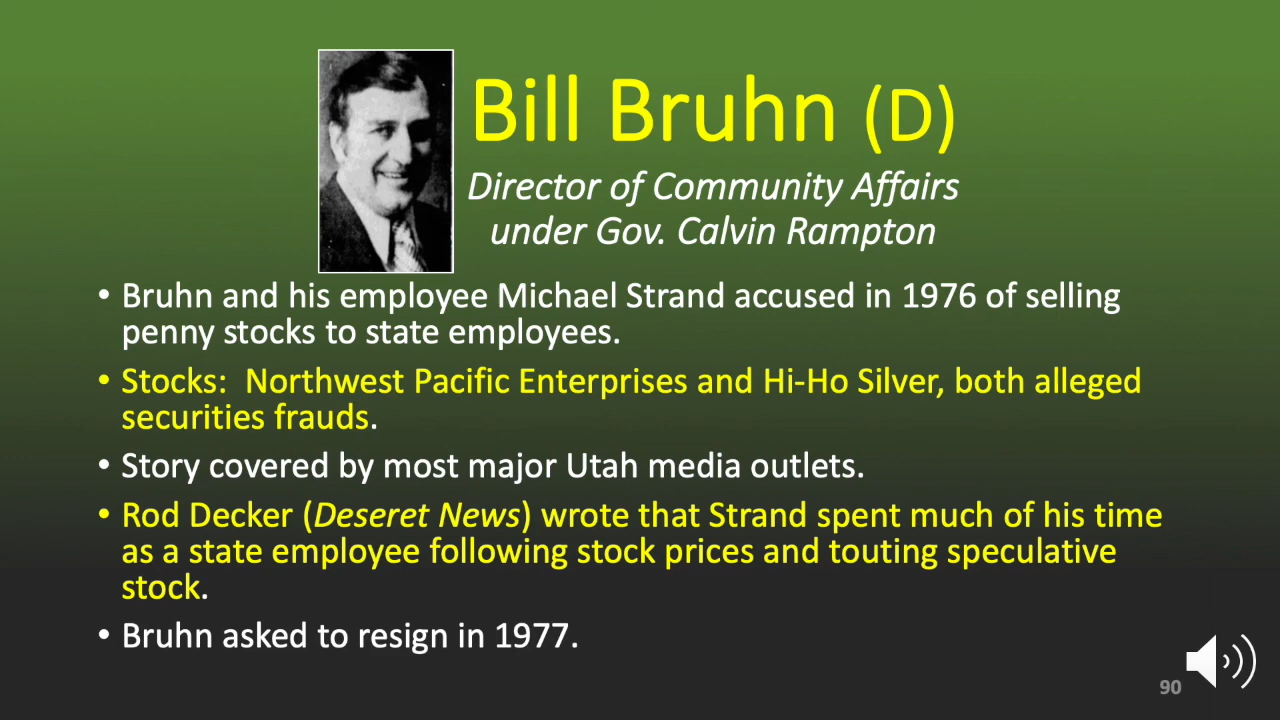 Bill Bruhn (D)
Director of Community Affairs
under Gov. Calvin Rampton
• Bruhn and his employee Michael Strand accused in 1976 of selling
penny stocks to state employees.
• Stocks:  Northwest Pacific Enterprises and Hi-Ho Silver, both alleged
securities frauds.
• Story covered by most major Utah media outlets.
• Rod Decker (Deseret News) wrote that Strand spent much of his time
as a state employee following stock prices and touting speculative
stock.
• Bruhn asked to resign in 1977.
90